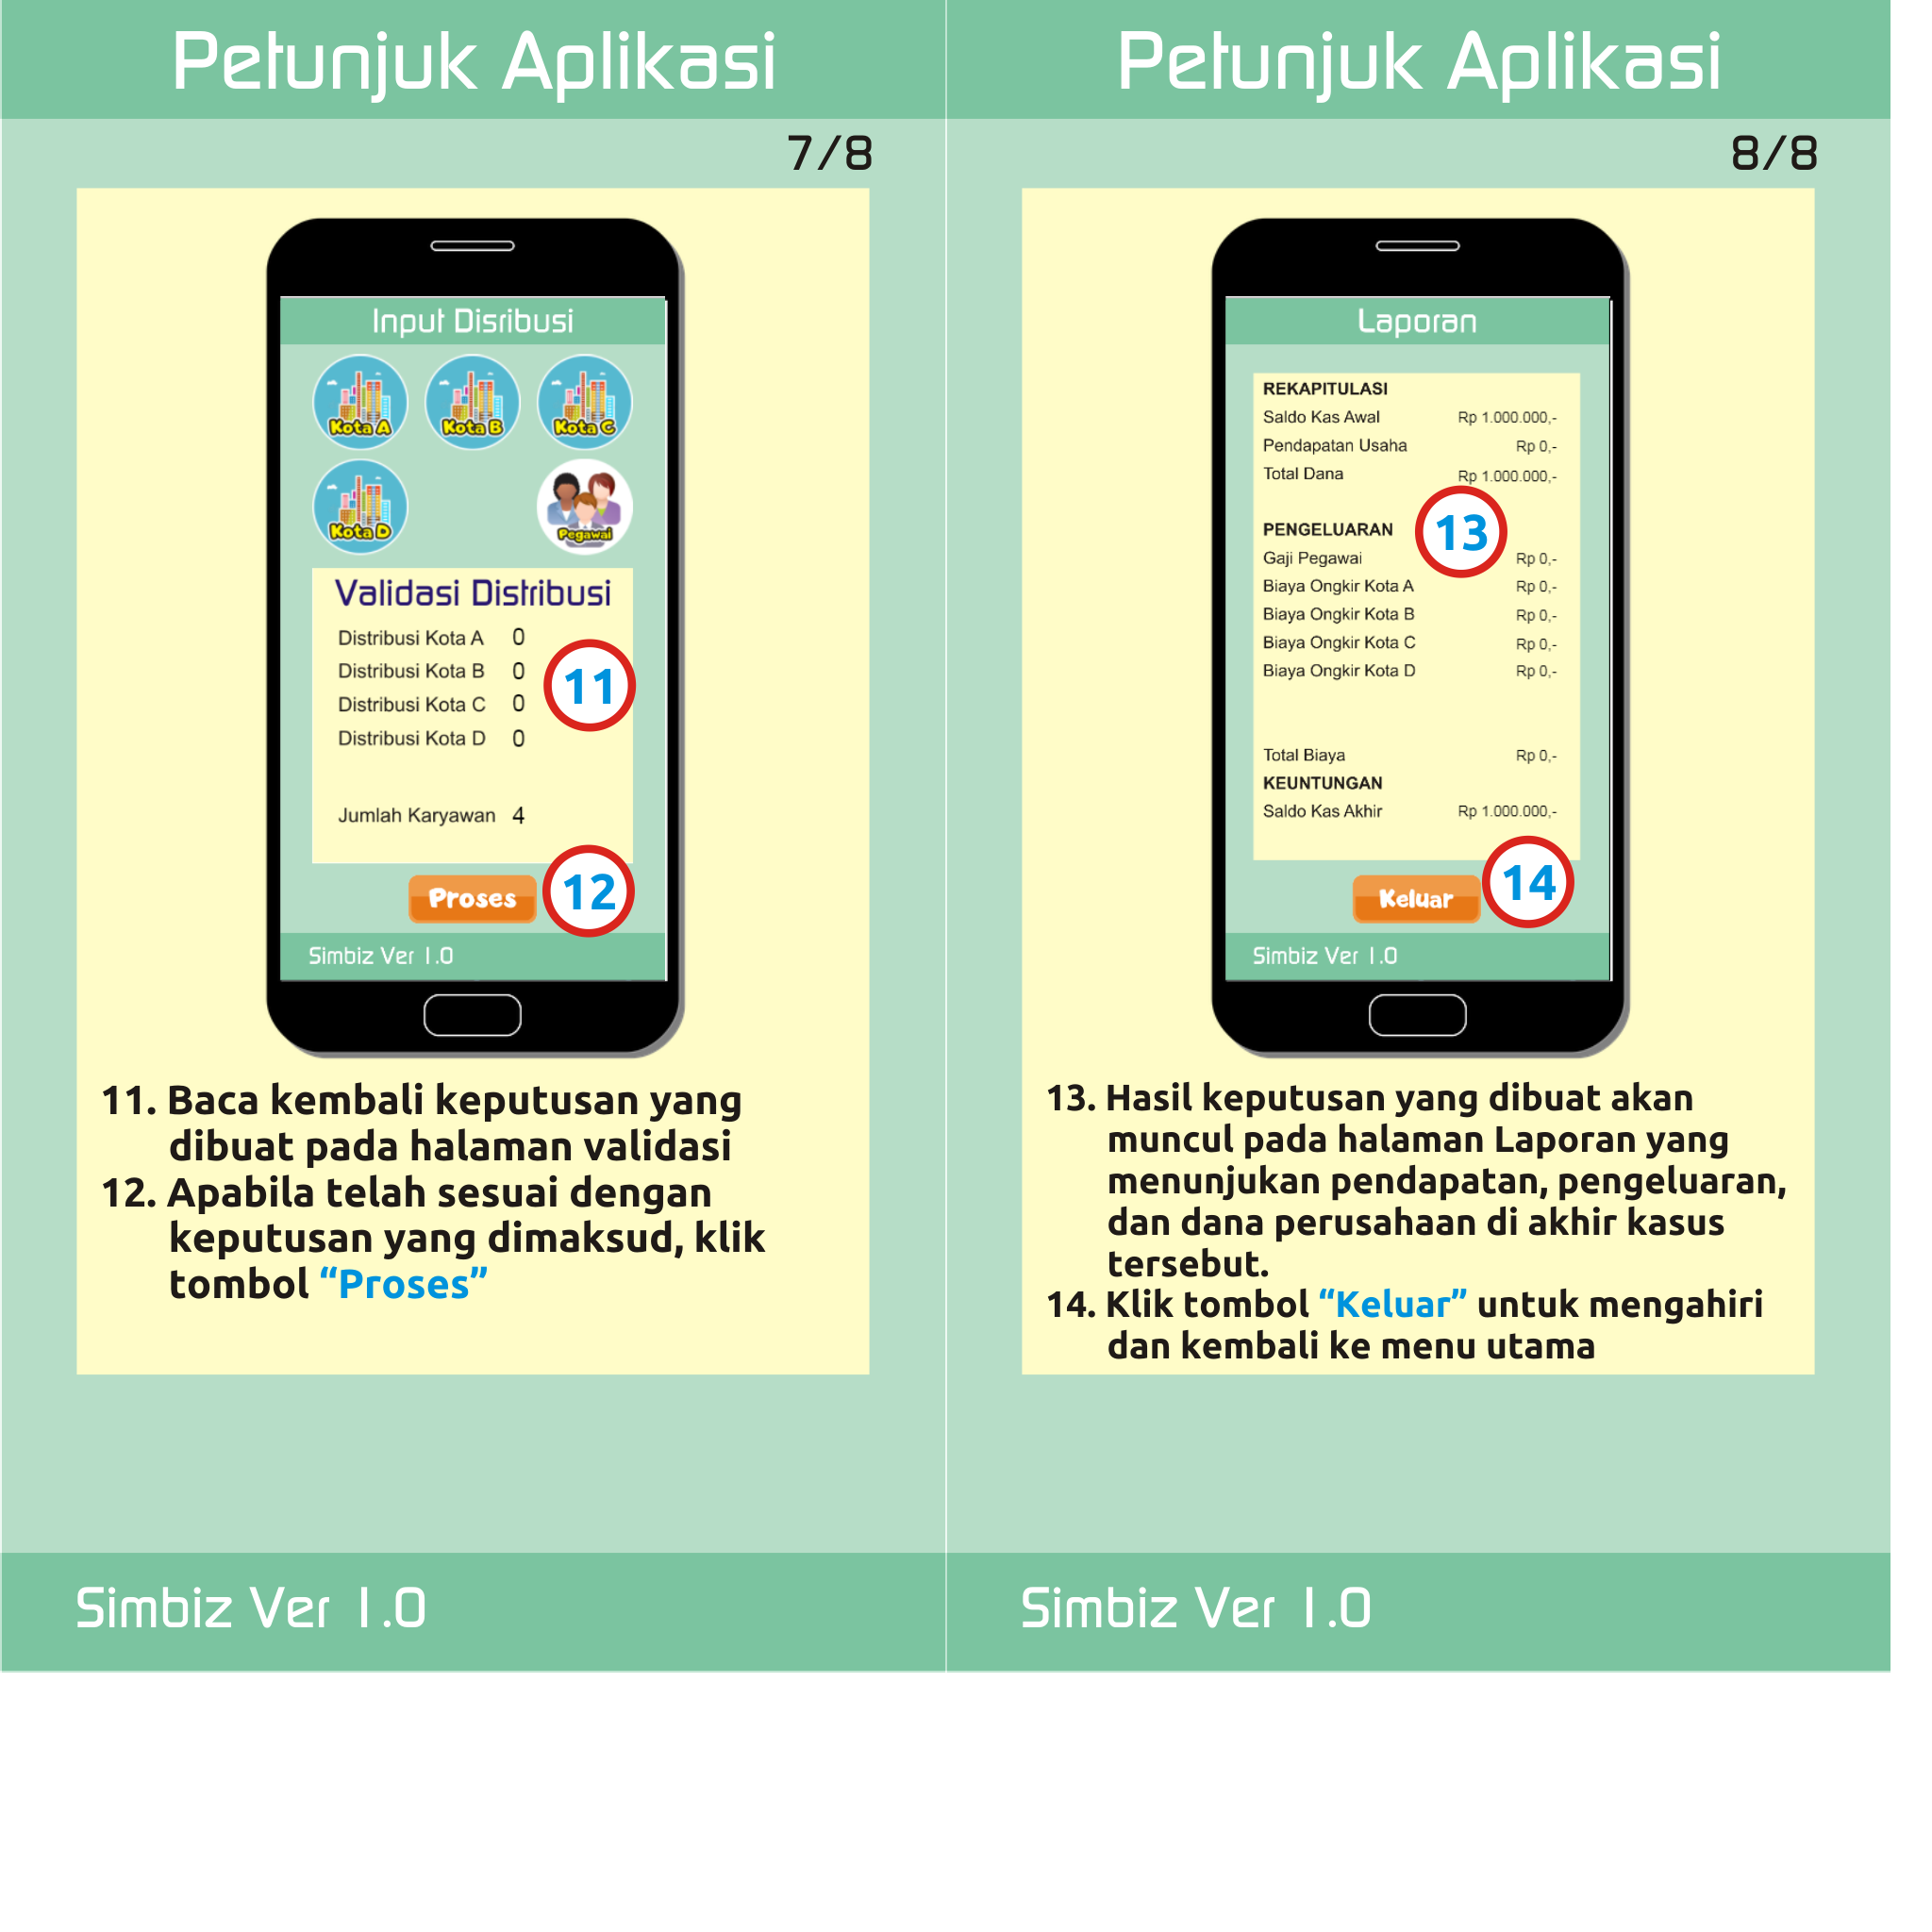 Petunjuk Aplikasi
7/8
Input Disribusi
Kota A
Kota B
Kota C
Kota D
Pegawai
Validasi Distribusi
Distribusi Kota A 0
Distribusi Kota B 0
Distribusi Kota C 0
Distribusi Kota D 0
11
Jumlah Karyawan 4
Proses
12
Simbiz Ver 1.0
11. Baca kembali keputusan yang
dibuat pada halaman validasi
12. Apabila telah sesuai dengan
keputusan yang dimaksud, klik
tombol “Proses”
Simbiz Ver 1.0
Petunjuk Aplikasi
8/8
Laporan
REKAPITULASI
Saldo Kas Awal Rp 1.000.000,-
Pendapatan Usaha Rp 0,-
Total Dana Rp 1.000.000,-
PENGELUARAN
13
Gaji Pegawai Rp 0,-
Biaya Ongkir Kota A Rp 0,-
Biaya Ongkir Kota B Rp 0,-
Biaya Ongkir Kota C Rp 0,-
Biaya Ongkir Kota D Rp 0,-
Total Biaya Rp 0,-
KEUNTUNGAN
Saldo Kas Akhir Rp 1.000.000,-
Keluar
14
Simbiz Ver 1.0
13. Hasil keputusan yang dibuat akan
muncul pada halaman Laporan yang
menunjukan pendapatan, pengeluaran,
dan dana perusahaan di akhir kasus
tersebut.
14. Klik tombol “Keluar” untuk mengahiri
dan kembali ke menu utama
Simbiz Ver 1.0